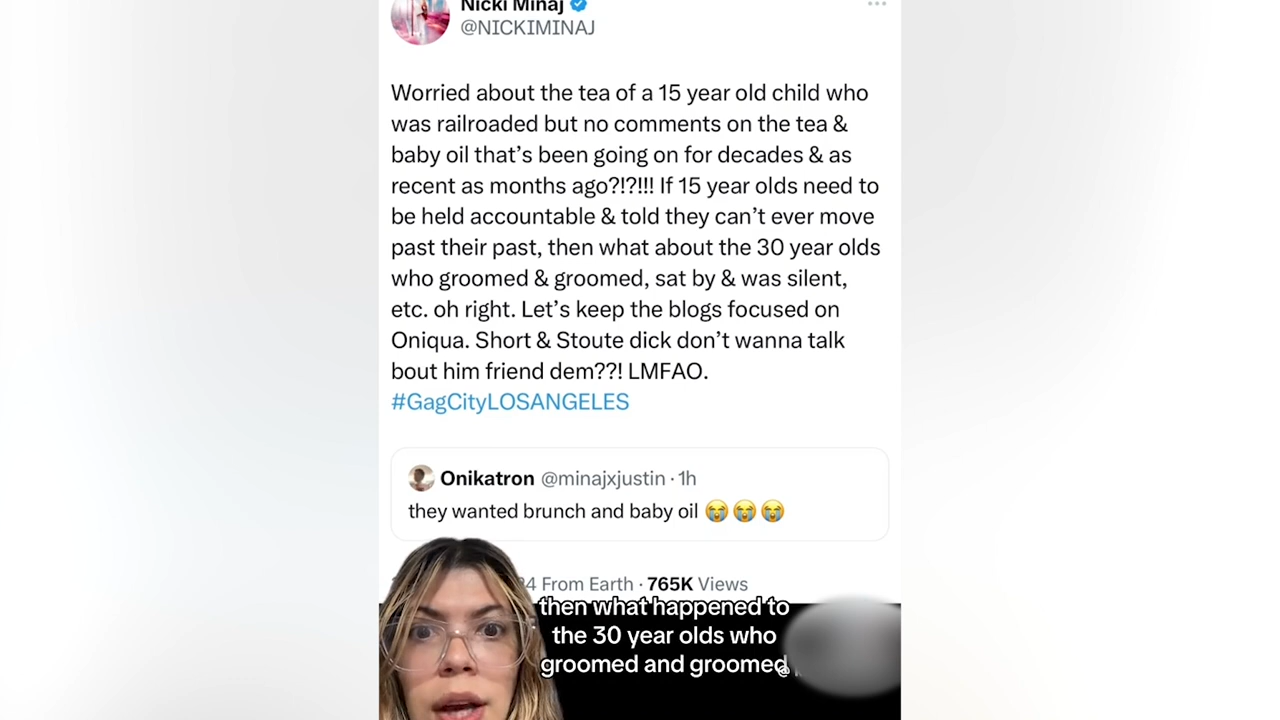 Nicki Minaj
@NICKIMINAJ
Worried about the tea of a 15 year old child who
was railroaded but no comments on the tea &
baby oil that’s been going on for decades & as
recent as months ago?!?!!! If 15 year olds need to
be held accountable & told they can’t ever move
past their past, then what about the 30 year olds
who groomed & groomed, sat by & was silent,
etc. oh right. Let’s keep the blogs focused on
Oniqua. Short & Stoute dick don’t wanna talk
bout him friend dem??! LMFAO.
#GagCityLOSANGELES
Onikatron @minajxjustin · 1h
they wanted brunch and baby oil 😭😭😭
4 From Earth · 765K Views
then what happened to
the 30 year olds who
groomed and groomed